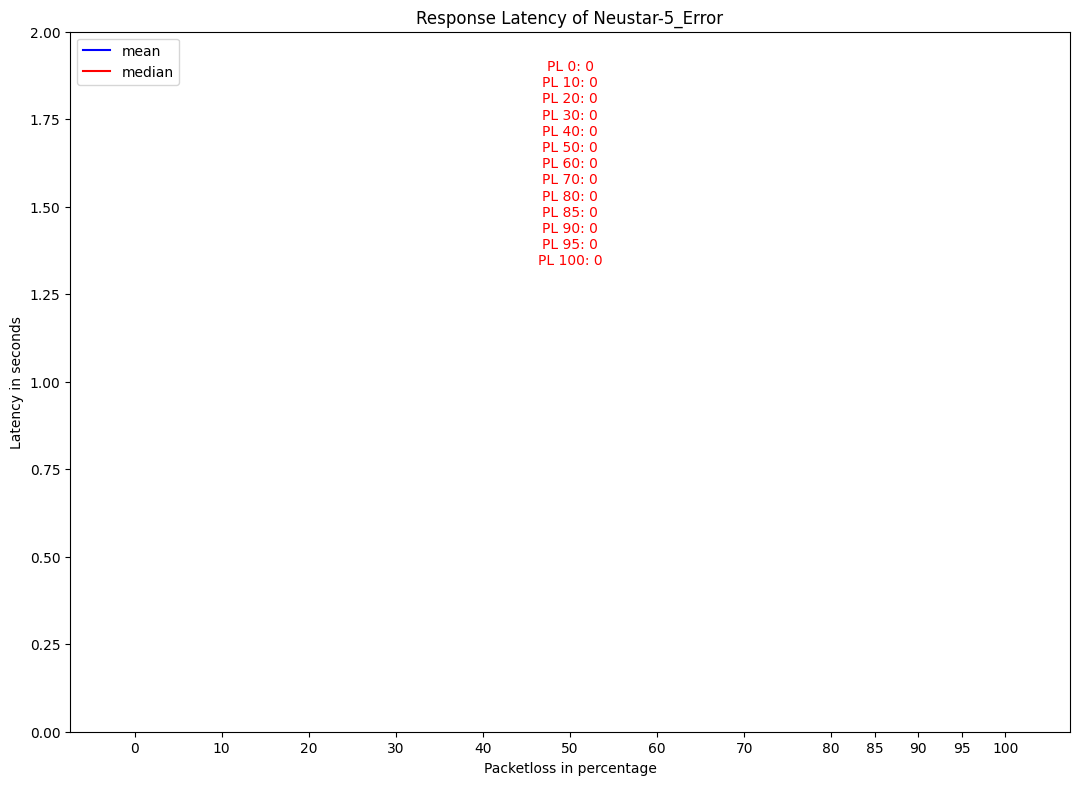 Response Latency of Neustar-5_Error
2.00
1.75
1.50
1.25
1.00
0.75
0.50
0.25
0.00
Latency in seconds
mean
median
PL 0: 0
PL 10: 0
PL 20: 0
PL 30: 0
PL 40: 0
PL 50: 0
PL 60: 0
PL 70: 0
PL 80: 0
PL 85: 0
PL 90: 0
PL 95: 0
PL 100: 0
0 10 20 30 40 50 60 70 80 85 90 95 100
Packetloss in percentage